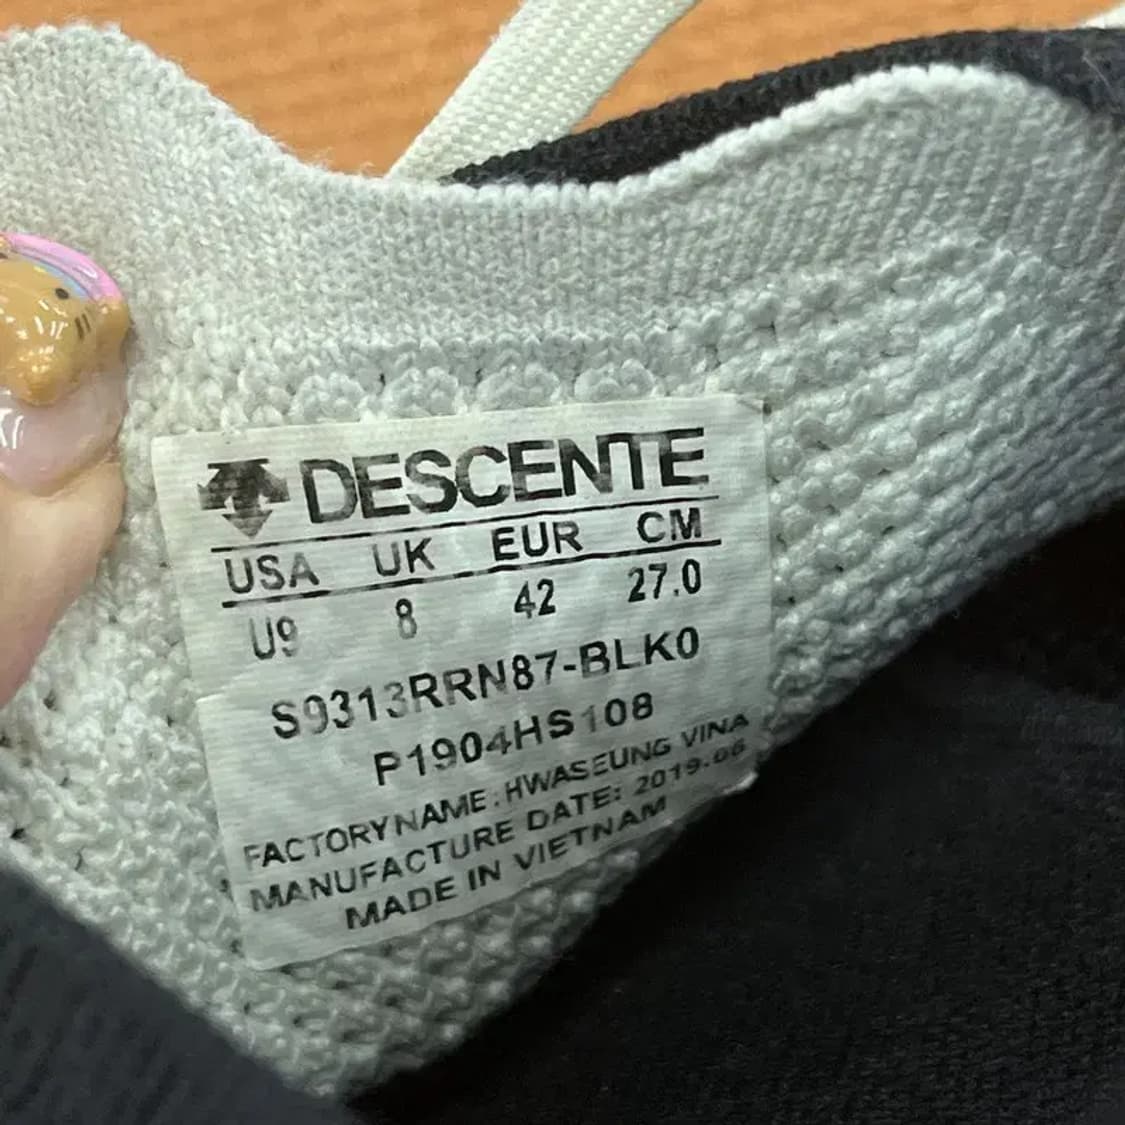 DESCENTE
USA UK EUR CM
U9 8 42 27.0
S9313RRN87-BLK0
P1904HS108
FACTORYNAME:HWASEUNG VINA
MANUFACTURE DATE: 2019.06
MADE IN VIETNAM